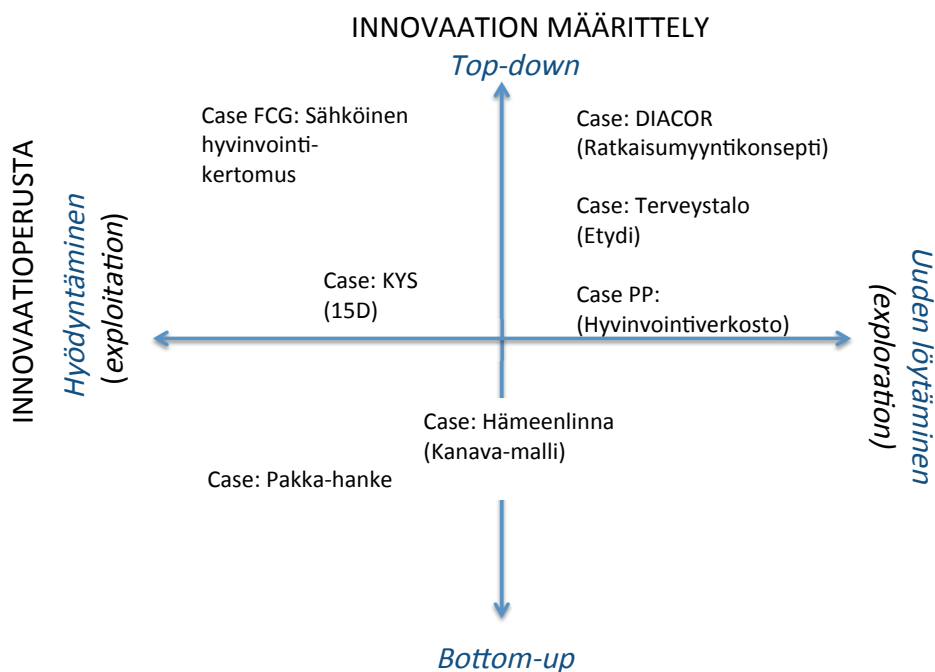 INNOVAATION MÄÄRITTELY
Top-down
Case FCG: Sähköinen
hyvinvointi-
kertomus
Case: DIACOR
(Ratkaisumyyntikonsepti)
Case: Terveystalo
(Etydi)
Case: KYS
(15D)
Case PP:
(Hyvinvointiverkosto)
INNOVAATIOPERUSTA
Hyödyntäminen
(exploitation)
Uuden löytäminen
(exploration)
Case: Hämeenlinna
(Kanava-malli)
Case: Pakka-hanke
Bottom-up